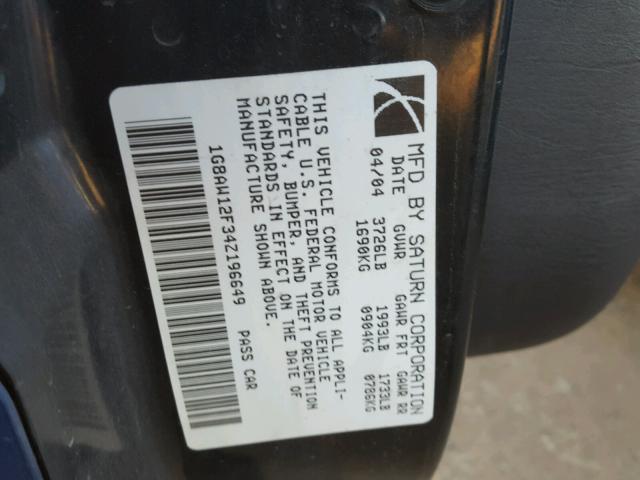 MFD BY SATURN CORPORATION
DATE GVWR GAWR FRT GAWR RR
04/04 3726LB 1993LB 1733LB
1690KG 0904KG 0786KG
THIS VEHICLE CONFORMS TO ALL APPLI-
CABLE U.S. FEDERAL MOTOR VEHICLE
SAFETY, BUMPER, AND THEFT PREVENTION
STANDARDS IN EFFECT ON THE DATE OF
MANUFACTURE SHOWN ABOVE.
1G8AW12F34Z196649 PASS CAR